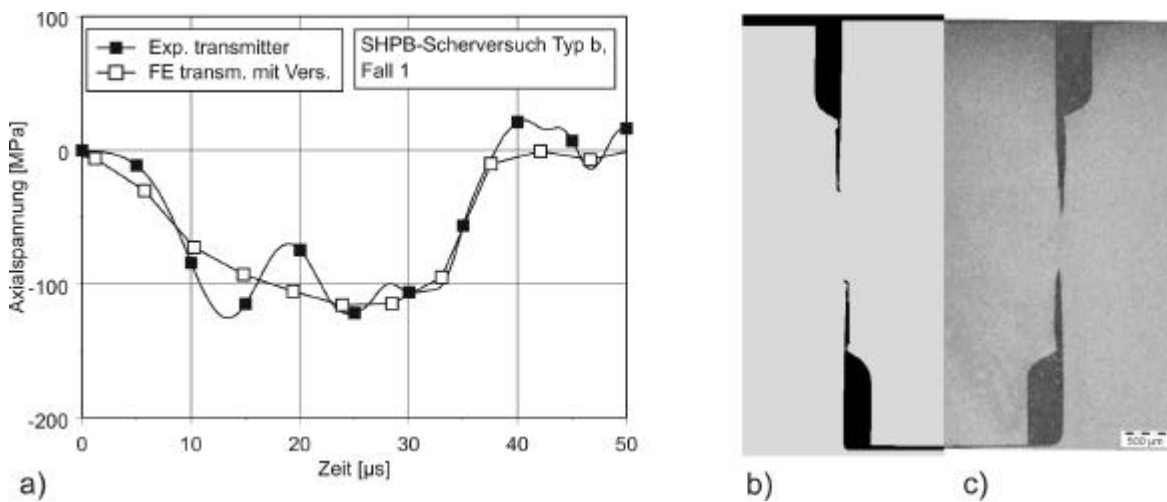 100
Exp. transmitter
FE transm. mit Vers.
SHPB-Scherversuch Typ b,
Fall 1
0
-100
-200
Axialspannung [MPa]
0 10 20 30 40 50
Zeit [µs]
a)
b)
c)
500 µm